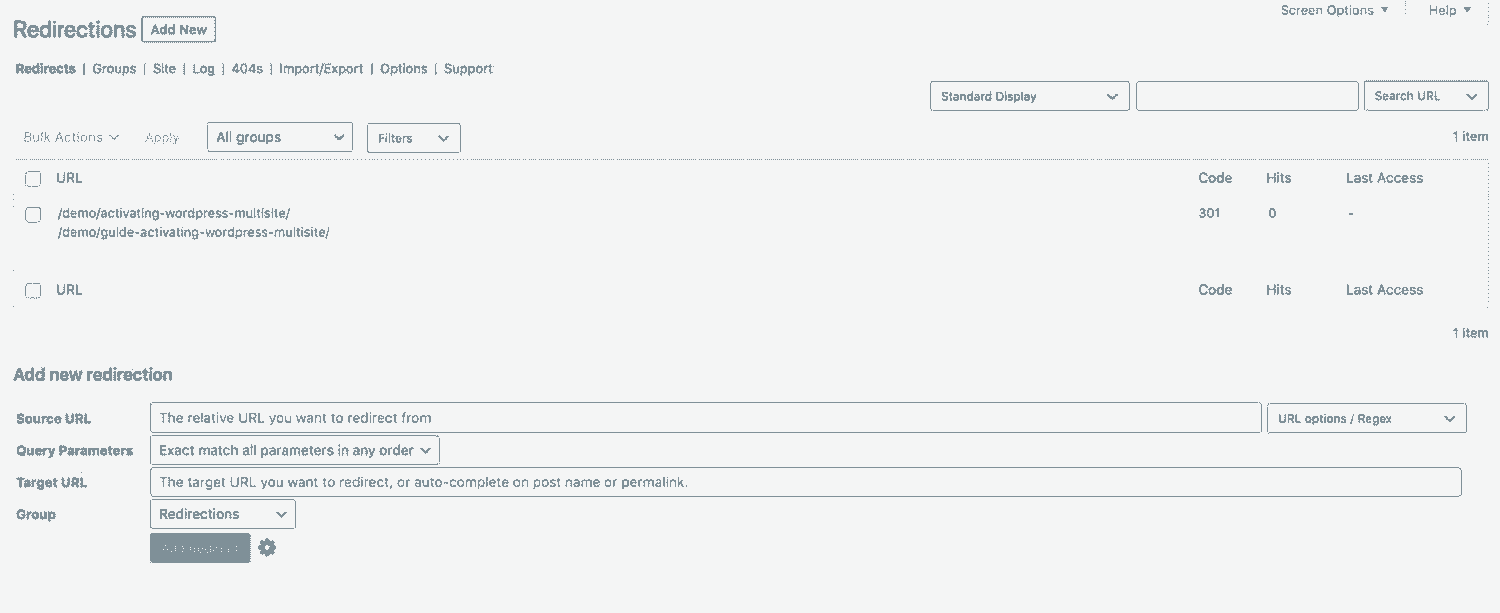 Screen Options Help
Redirections Add New
Redirects | Groups | Site | Log | 404s | Import/Export | Options | Support
Standard Display Search URL
Bulk Actions Apply All groups Filters 1 item
URL Code Hits Last Access
/demo/activating-wordpress-multisite/ 301 0 -
/demo/guide-activating-wordpress-multisite/
URL Code Hits Last Access
1 item
Add new redirection
Source URL The relative URL you want to redirect from URL options / Regex
Query Parameters Exact match all parameters in any order
Target URL The target URL you want to redirect, or auto-complete on post name or permalink.
Group Redirections
Add Redirect